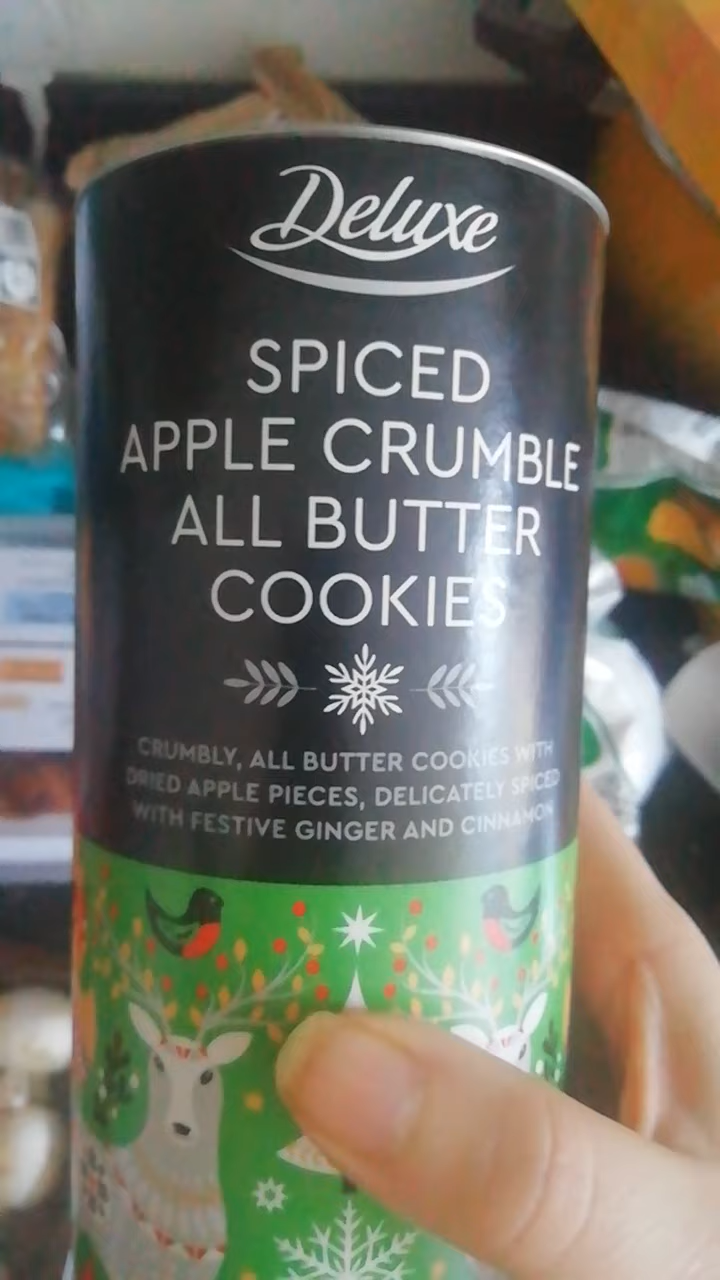 Deluxe
SPICED
APPLE CRUMBLE
ALL BUTTER
COOKIES
CRUMBLY, ALL BUTTER COOKIES WITH
DRIED APPLE PIECES, DELICATELY SPICED
WITH FESTIVE GINGER AND CINNAMON